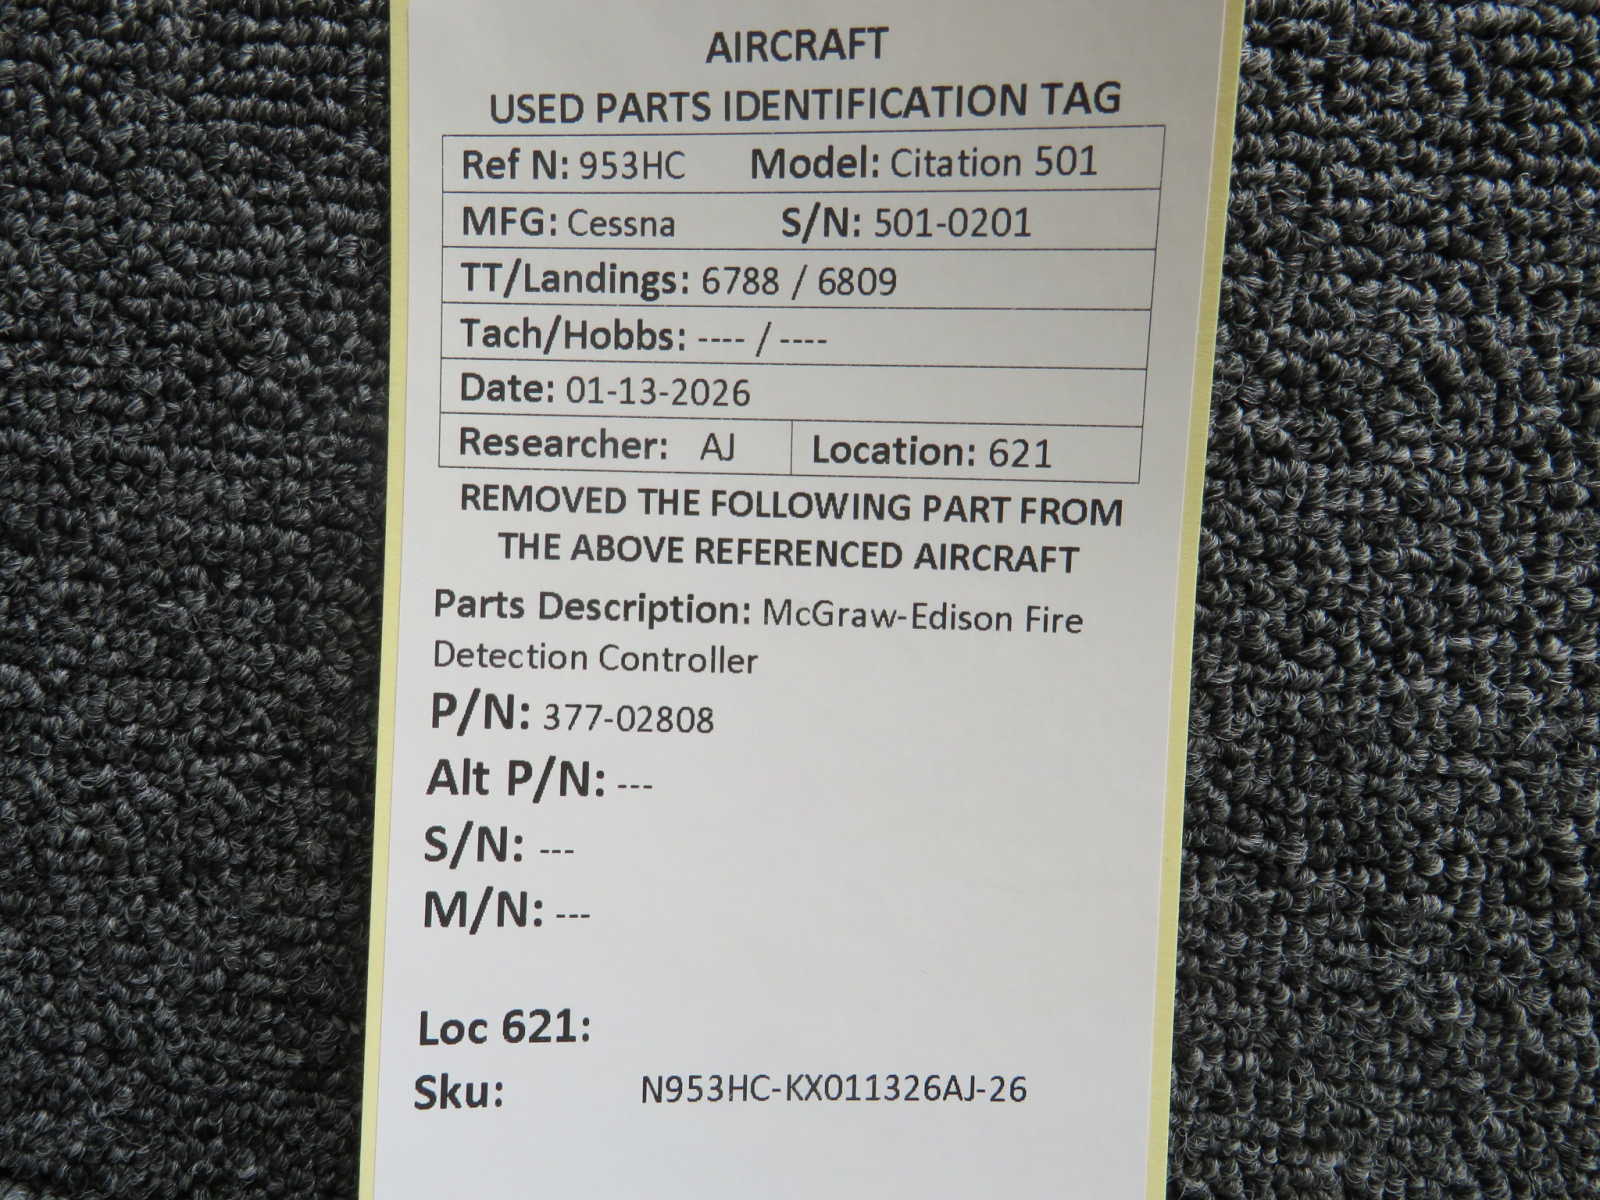 AIRCRAFT
USED PARTS IDENTIFICATION TAG
Ref N: 953HC Model: Citation 501
MFG: Cessna S/N: 501-0201
TT/Landings: 6788 / 6809
Tach/Hobbs: ---- / ----
Date: 01-13-2026
Researcher: AJ Location: 621
REMOVED THE FOLLOWING PART FROM
THE ABOVE REFERENCED AIRCRAFT
Parts Description: McGraw-Edison Fire
Detection Controller
P/N: 377-02808
Alt P/N: ---
S/N: ---
M/N: ---
Loc 621:
Sku: N953HC-KX011326AJ-26